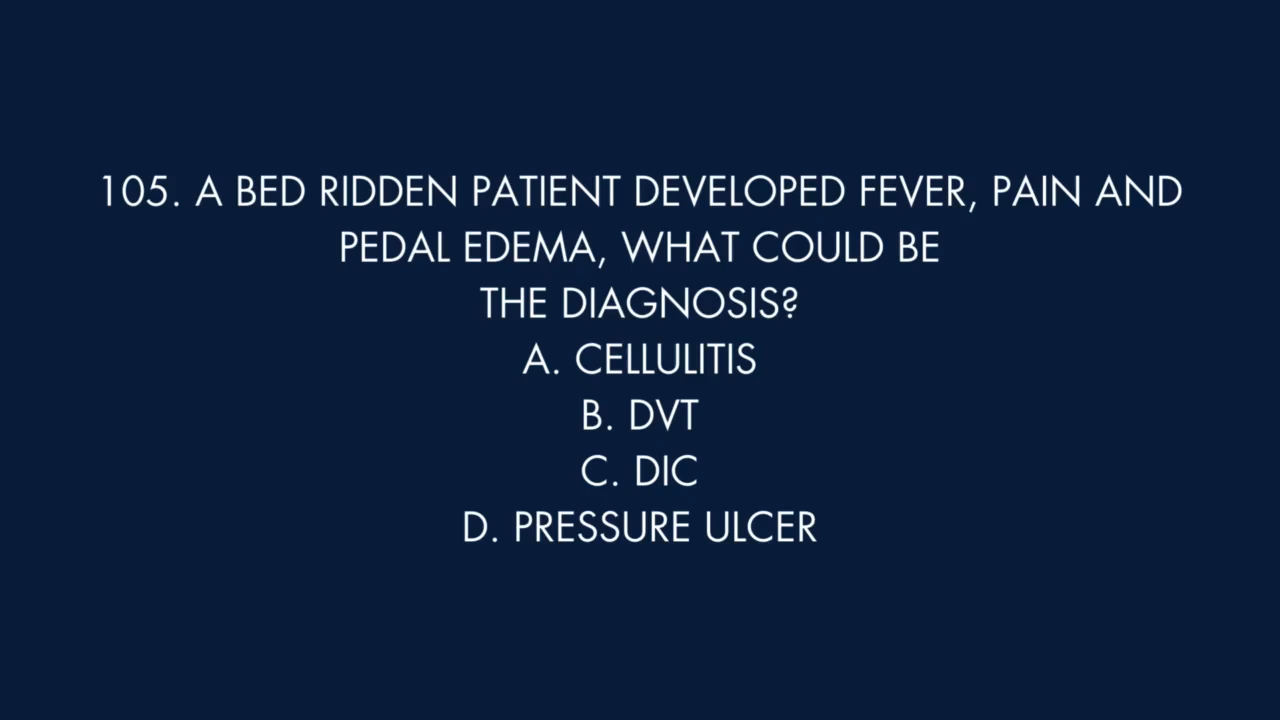 105. A BED RIDDEN PATIENT DEVELOPED FEVER, PAIN AND
PEDAL EDEMA, WHAT COULD BE
THE DIAGNOSIS?
A. CELLULITIS
B. DVT
C. DIC
D. PRESSURE ULCER